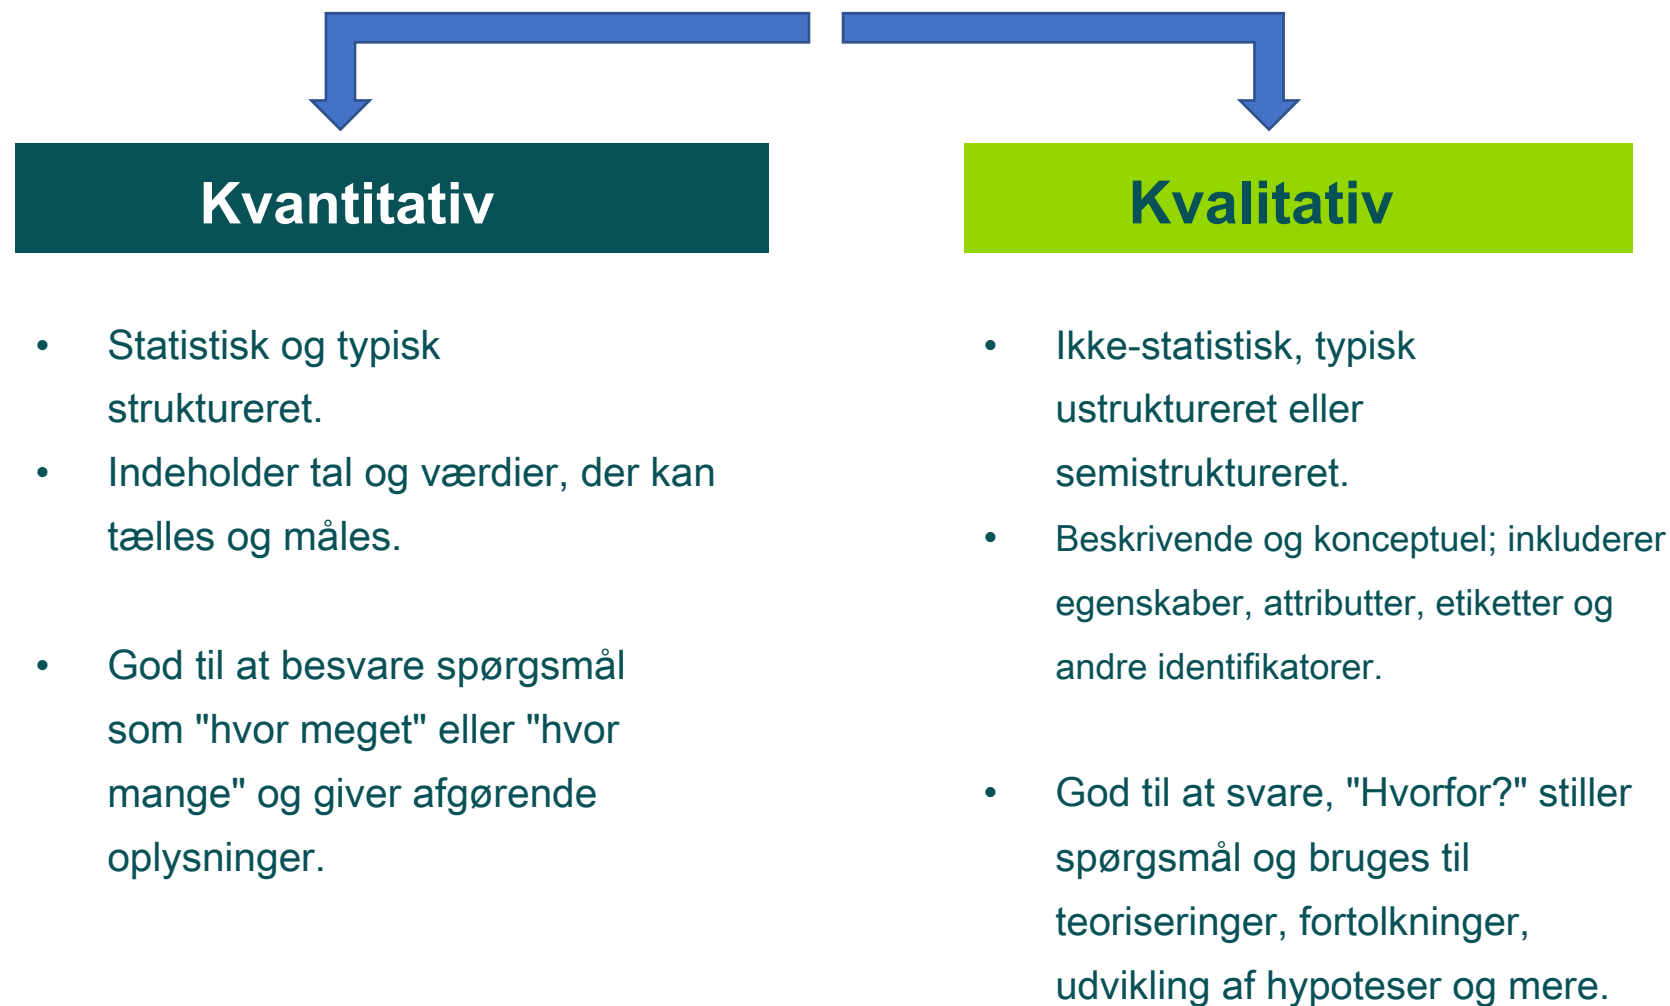 Kvantitativ
• Statistisk og typisk
struktureret.
• Indeholder tal og værdier, der kan
tælles og måles.
• God til at besvare spørgsmål
som "hvor meget" eller "hvor
mange" og giver afgørende
oplysninger.
Kvalitativ
• Ikke-statistisk, typisk
ustruktureret eller
semistruktureret.
• Beskrivende og konceptuel; inkluderer
egenskaber, attributter, etiketter og
andre identifikatorer.
• God til at svare, "Hvorfor?" stiller
spørgsmål og bruges til
teoriseringer, fortolkninger,
udvikling af hypoteser og mere.